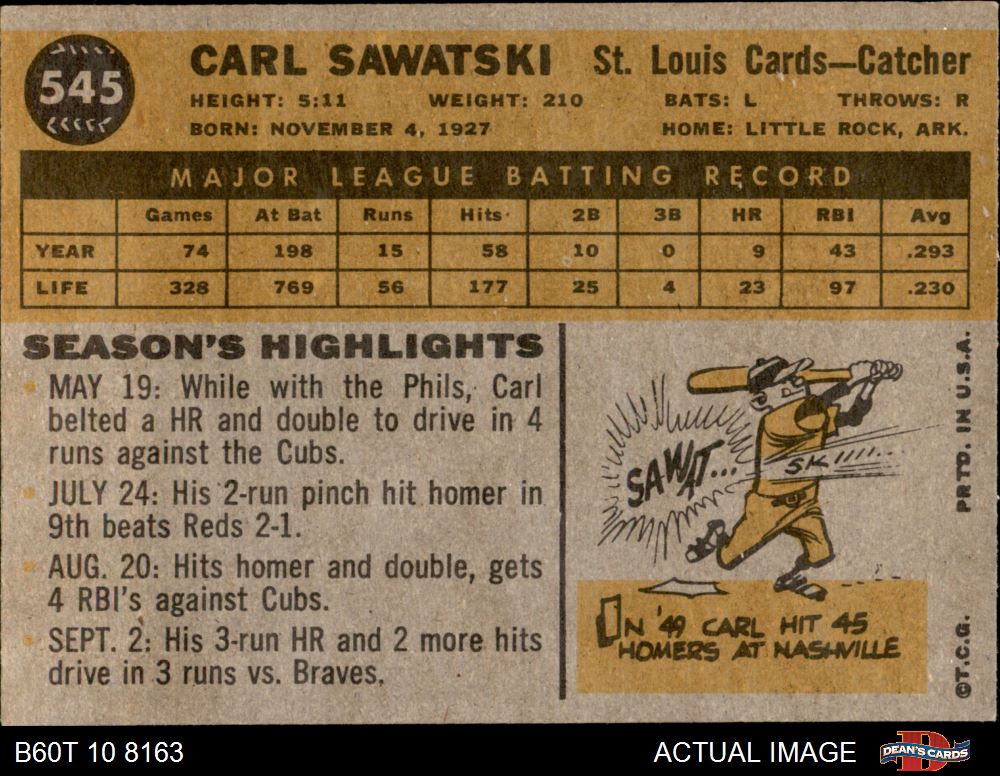 545
CARL SAWATSKI St. Louis Cards—Catcher
HEIGHT: 5:11 WEIGHT: 210 BATS: L THROWS: R
BORN: NOVEMBER 4, 1927 HOME: LITTLE ROCK, ARK.
MAJOR LEAGUE BATTING RECORD
Games At Bat Runs Hits 2B 3B HR RBI Avg
YEAR 74 198 15 58 10 0 9 43 .293
LIFE 328 769 56 177 25 4 23 97 .230
SEASON'S HIGHLIGHTS
MAY 19: While with the Phils, Carl
belted a HR and double to drive in 4
runs against the Cubs.
JULY 24: His 2-run pinch hit homer in
9th beats Reds 2-1.
AUG. 20: Hits homer and double, gets
4 RBI's against Cubs.
SEPT. 2: His 3-run HR and 2 more hits
drive in 3 runs vs. Braves.
SAWAT...
SK
IN '49 CARL HIT 45
HOMERS AT NASHVILLE
PRTD. IN U.S.A.
©T.C.G.
B60T 10 8163
ACTUAL IMAGE
DEAN'S CARDS